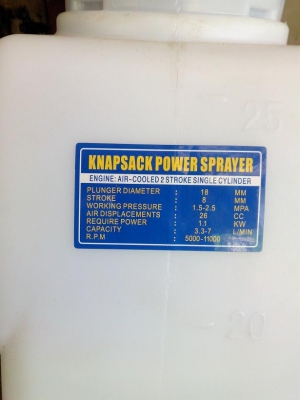 25
KNAPSACK POWER SPRAYER
ENGINE: AIR-COOLED 2 STROKE SINGLE CYLINDER
PLUNGER DIAMETER : 18 MM
STROKE : 8 MM
WORKING PRESSURE : 1.5-2.5 MPA
AIR DISPLACEMENTS : 26 CC
REQUIRE POWER : 1.1 KW
CAPACITY : 3.3-7 L/MIN
R.P.M : 5000-11000
20